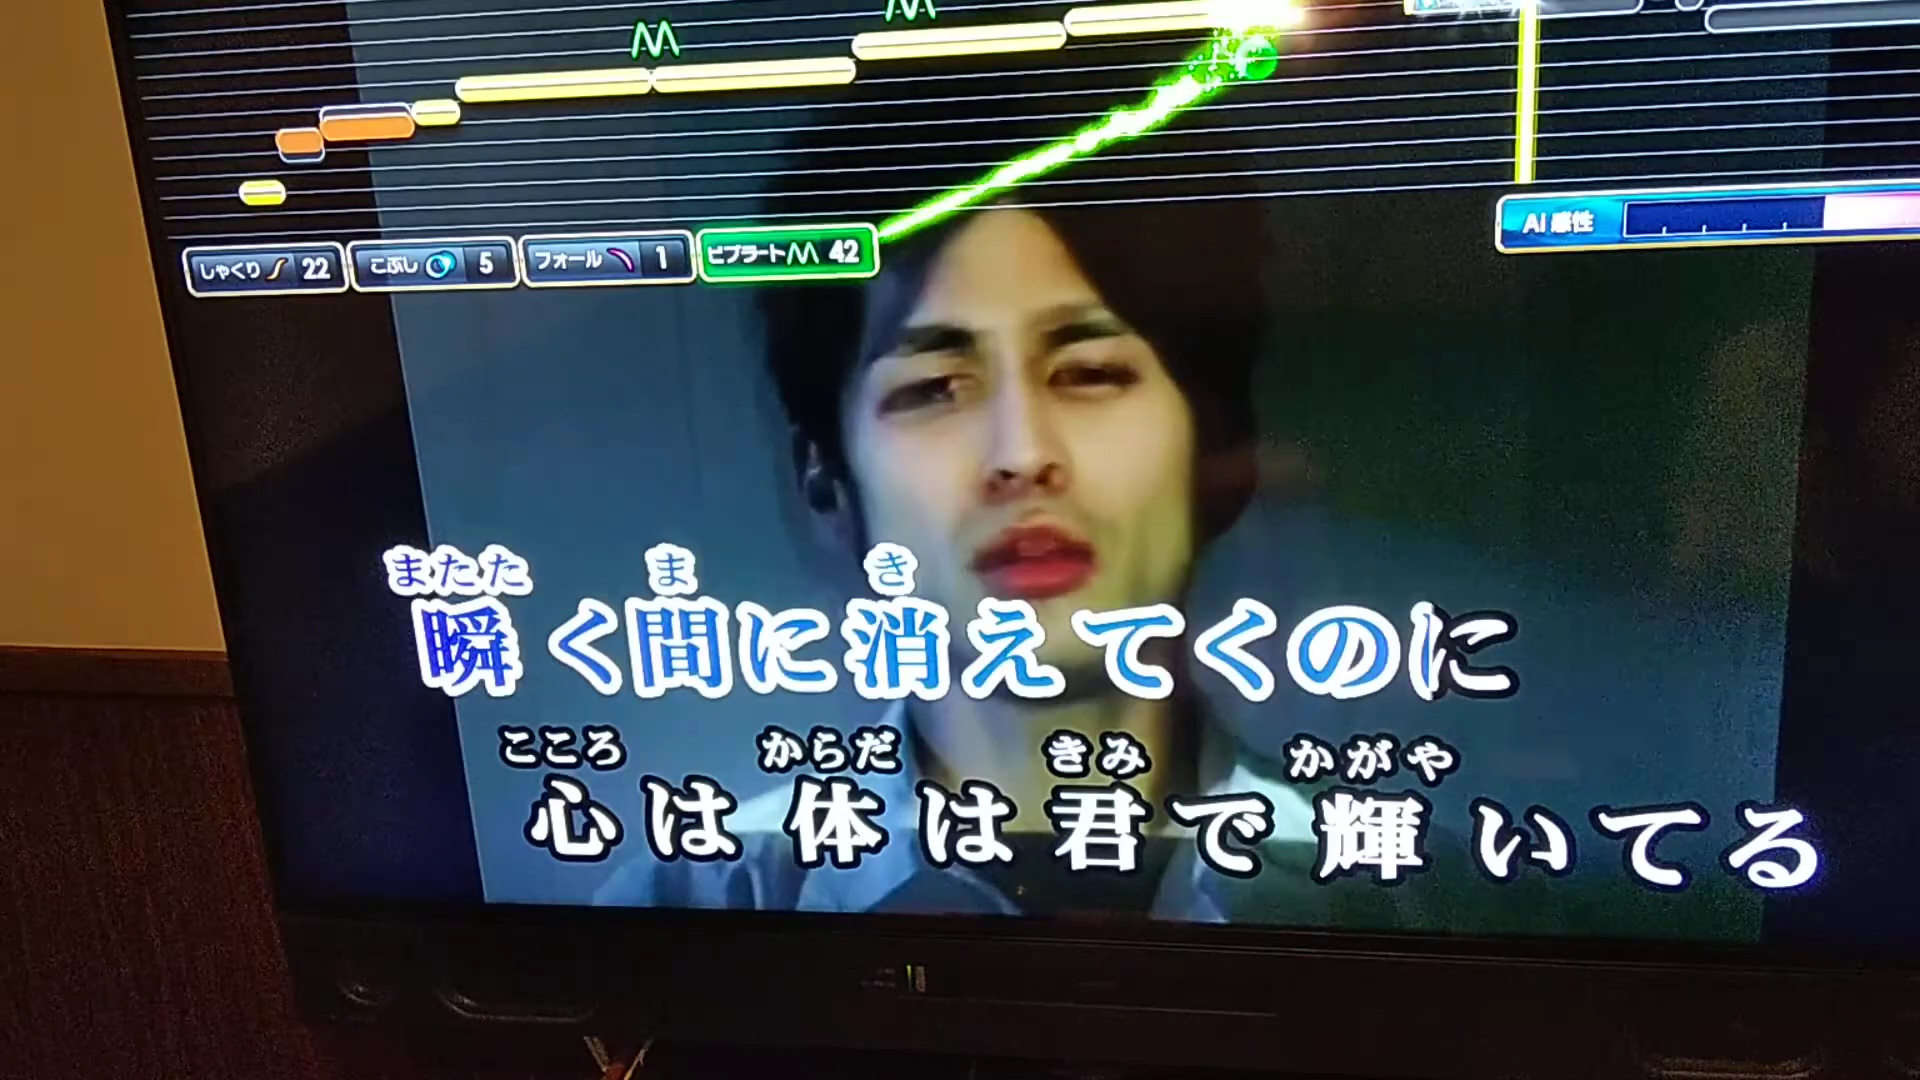 しゃくり 22 こぶし 5 フォール 1 ビブラート 42
AI 感性
またた ま き
瞬く間に消えてくのに
こころ からだ きみ かがや
心は体は君で輝いてる